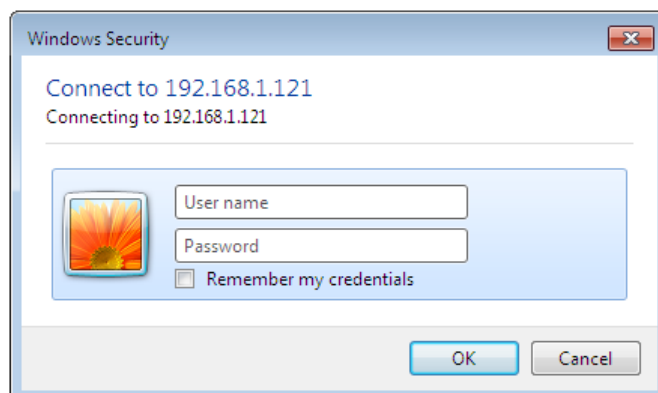 Windows Security
Connect to 192.168.1.121
Connecting to 192.168.1.121
User name
Password
Remember my credentials
OK
Cancel